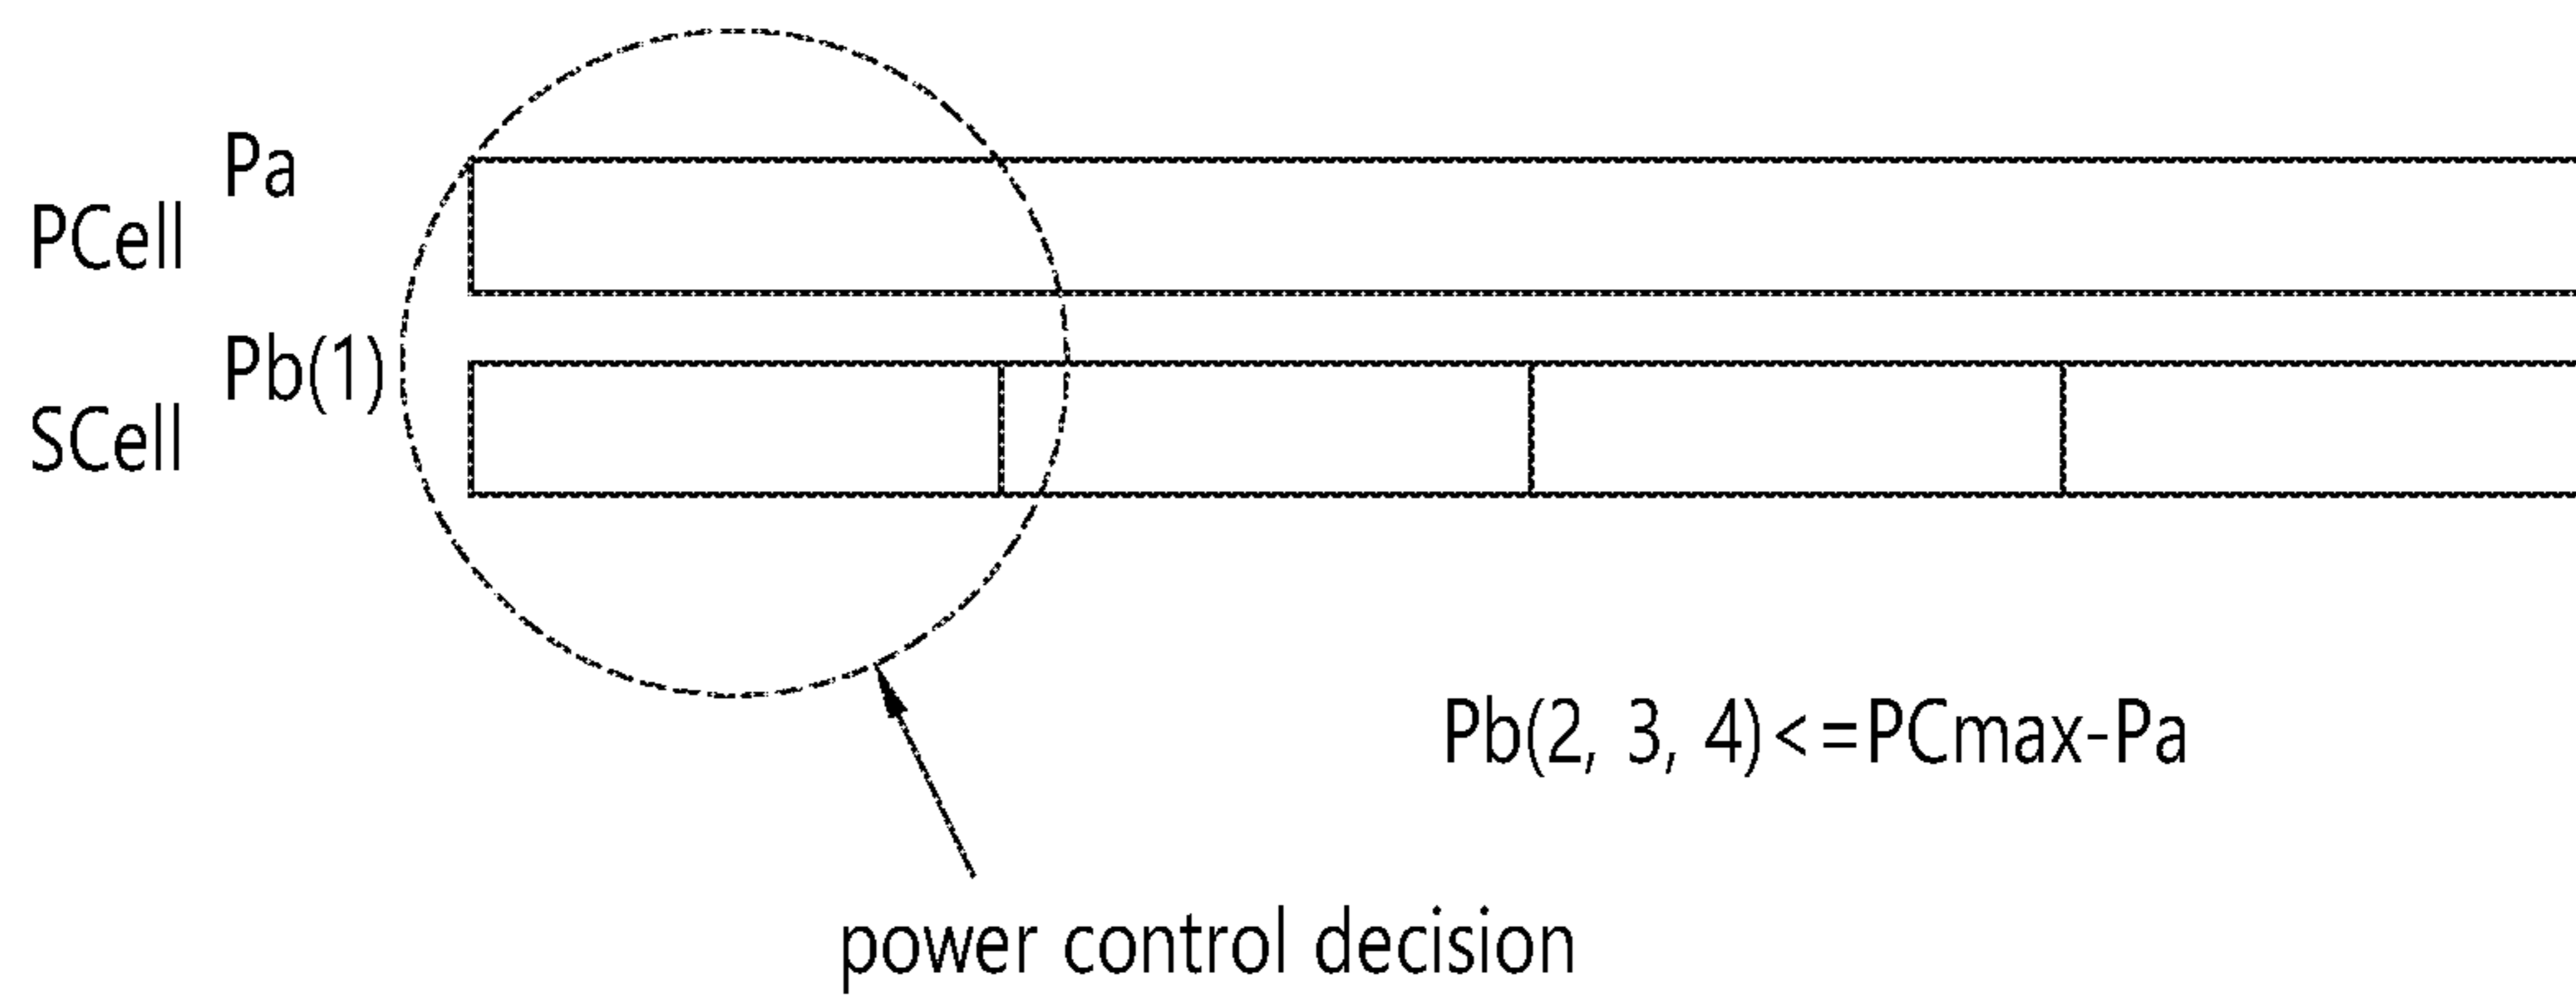 Pa
PCell
Pb(1)
SCell
Pb(2, 3, 4)<=PCmax-Pa
power control decision